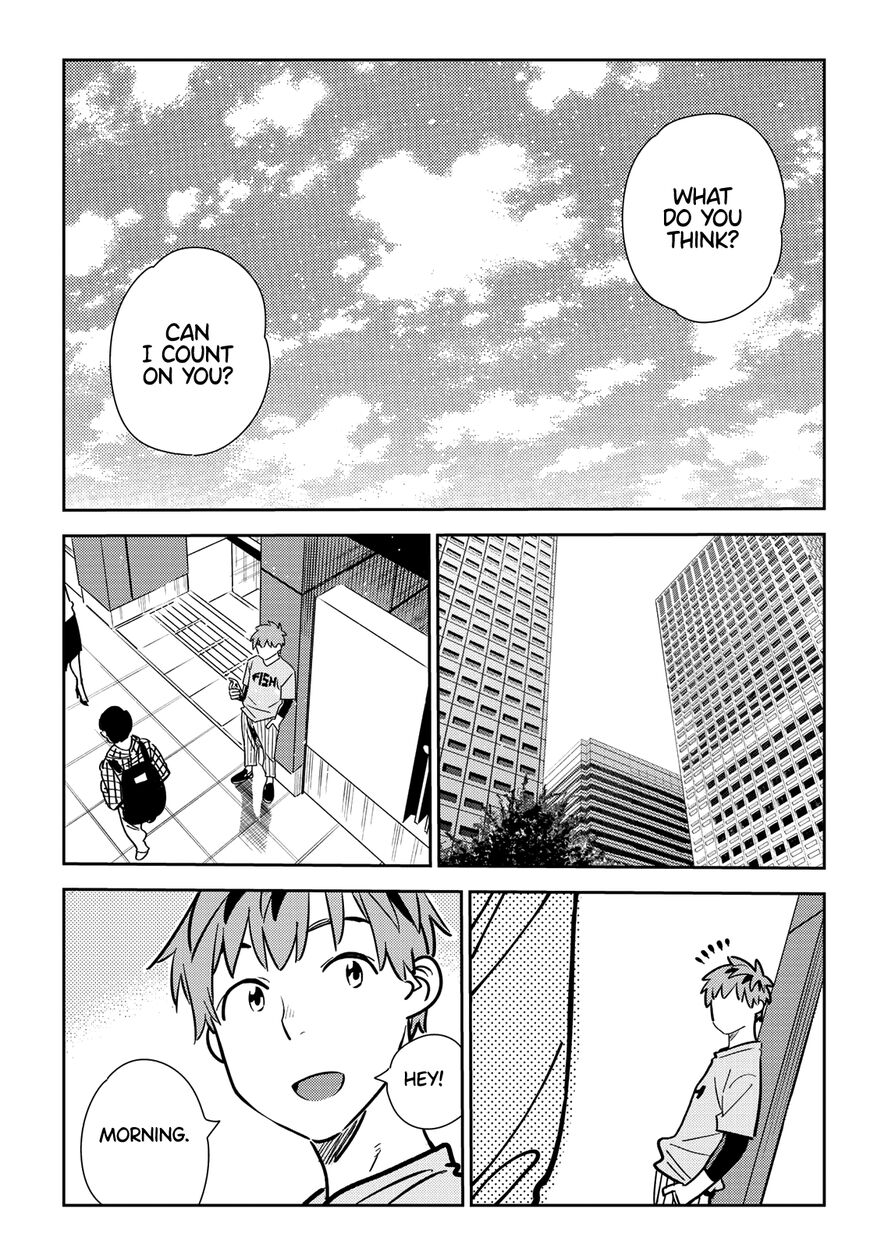 WHAT
DO YOU
THINK?
CAN
I COUNT
ON YOU?
FISH
HEY!
MORNING.